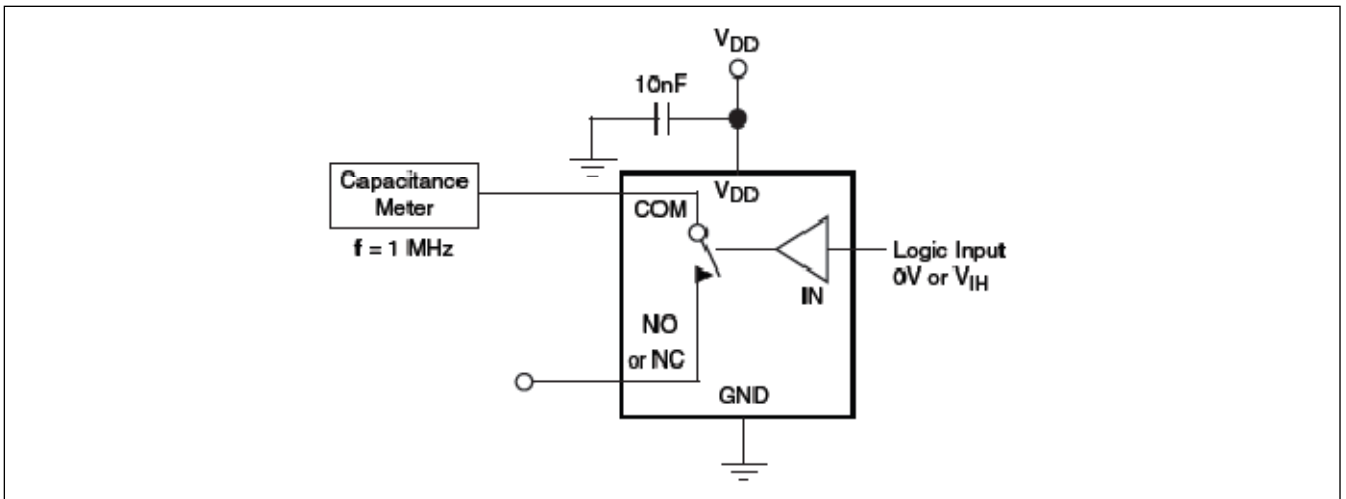 VDD
10nF
VDD
Capacitance
Meter
COM
f = 1 MHz
Logic Input
0V or VIH
IN
NO
or NC
GND